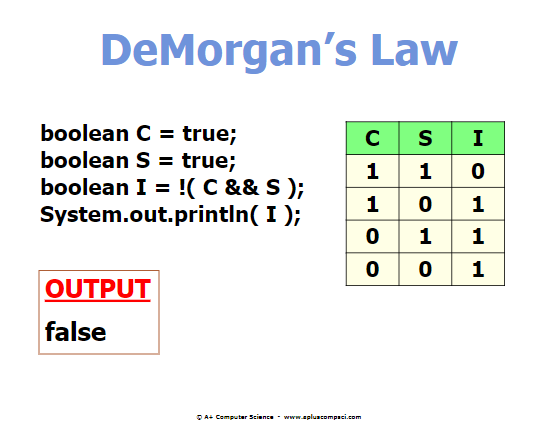 DeMorgan's Law
boolean C = true;
boolean S = true;
boolean I = !( C && S );
System.out.println( I );
C S I
1 1 0
1 0 1
0 1 1
0 0 1
OUTPUT
false
© A+ Computer Science - www.apluscompsci.com